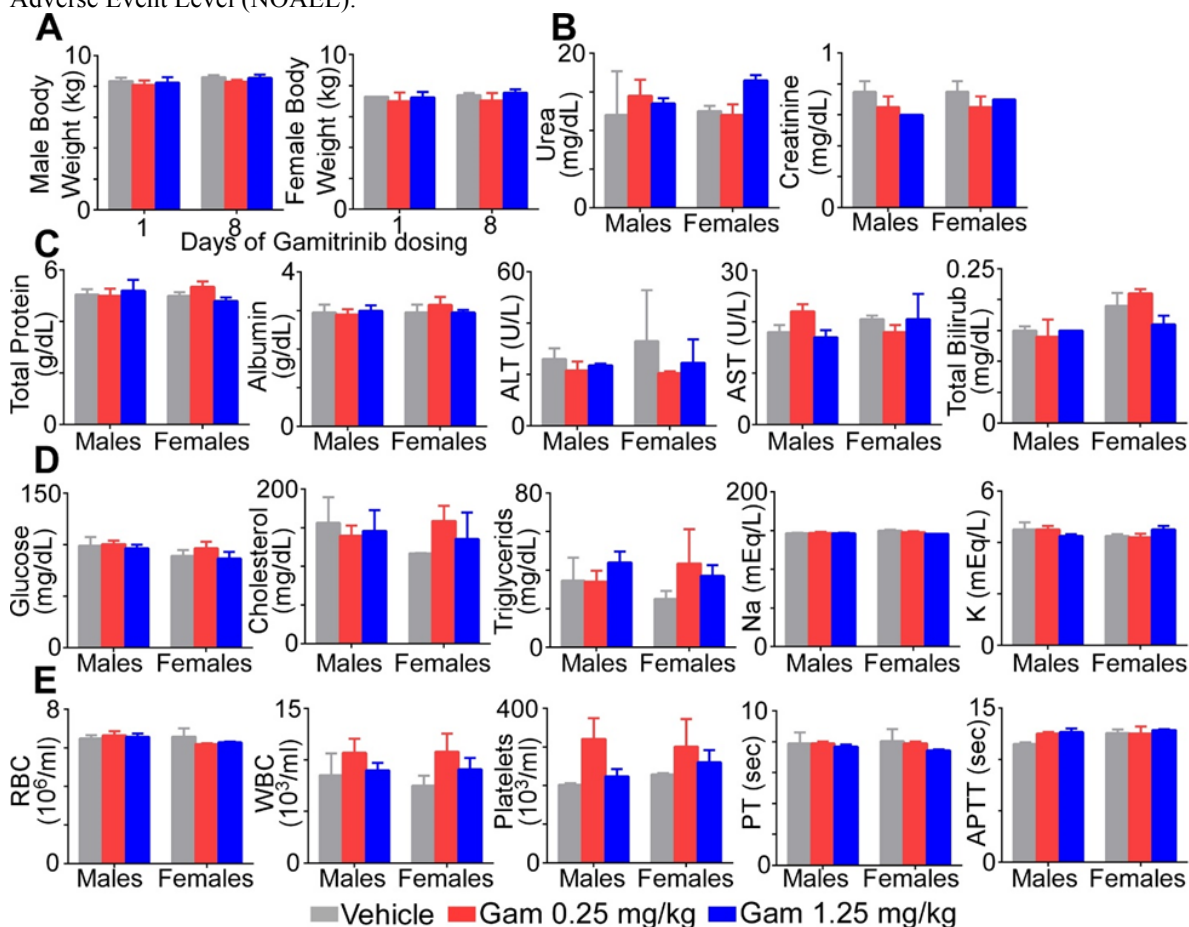 Adverse Event Level (NOAEL).
A
B
10
0
Male Body
Weight (kg)
1
8
10
0
Female Body
Weight (kg)
1
8
Days of Gamitrinib dosing
20
0
Urea
(mg/dL)
Males Females
1
0
Creatinine
(mg/dL)
Males Females
C
6
0
Total Protein
(g/dL)
Males Females
4
0
Albumin
(g/dL)
Males Females
60
0
ALT (U/L)
Males Females
30
0
AST (U/L)
Males Females
0.25
0
Total Bilirub
(mg/dL)
Males Females
D
150
0
Glucose
(mg/dL)
Males Females
200
0
Cholesterol
(mg/dL)
Males Females
80
0
Triglycerids
(mg/dL)
Males Females
200
0
Na (mEq/L)
Males Females
6
0
K (mEq/L)
Males Females
E
8
0
RBC
(10⁶/ml)
Males Females
15
0
WBC
(10³/ml)
Males Females
400
0
Platelets
(10³/ml)
Males Females
10
0
PT (sec)
Males Females
15
0
APTT (sec)
Males Females
Vehicle Gam 0.25 mg/kg Gam 1.25 mg/kg